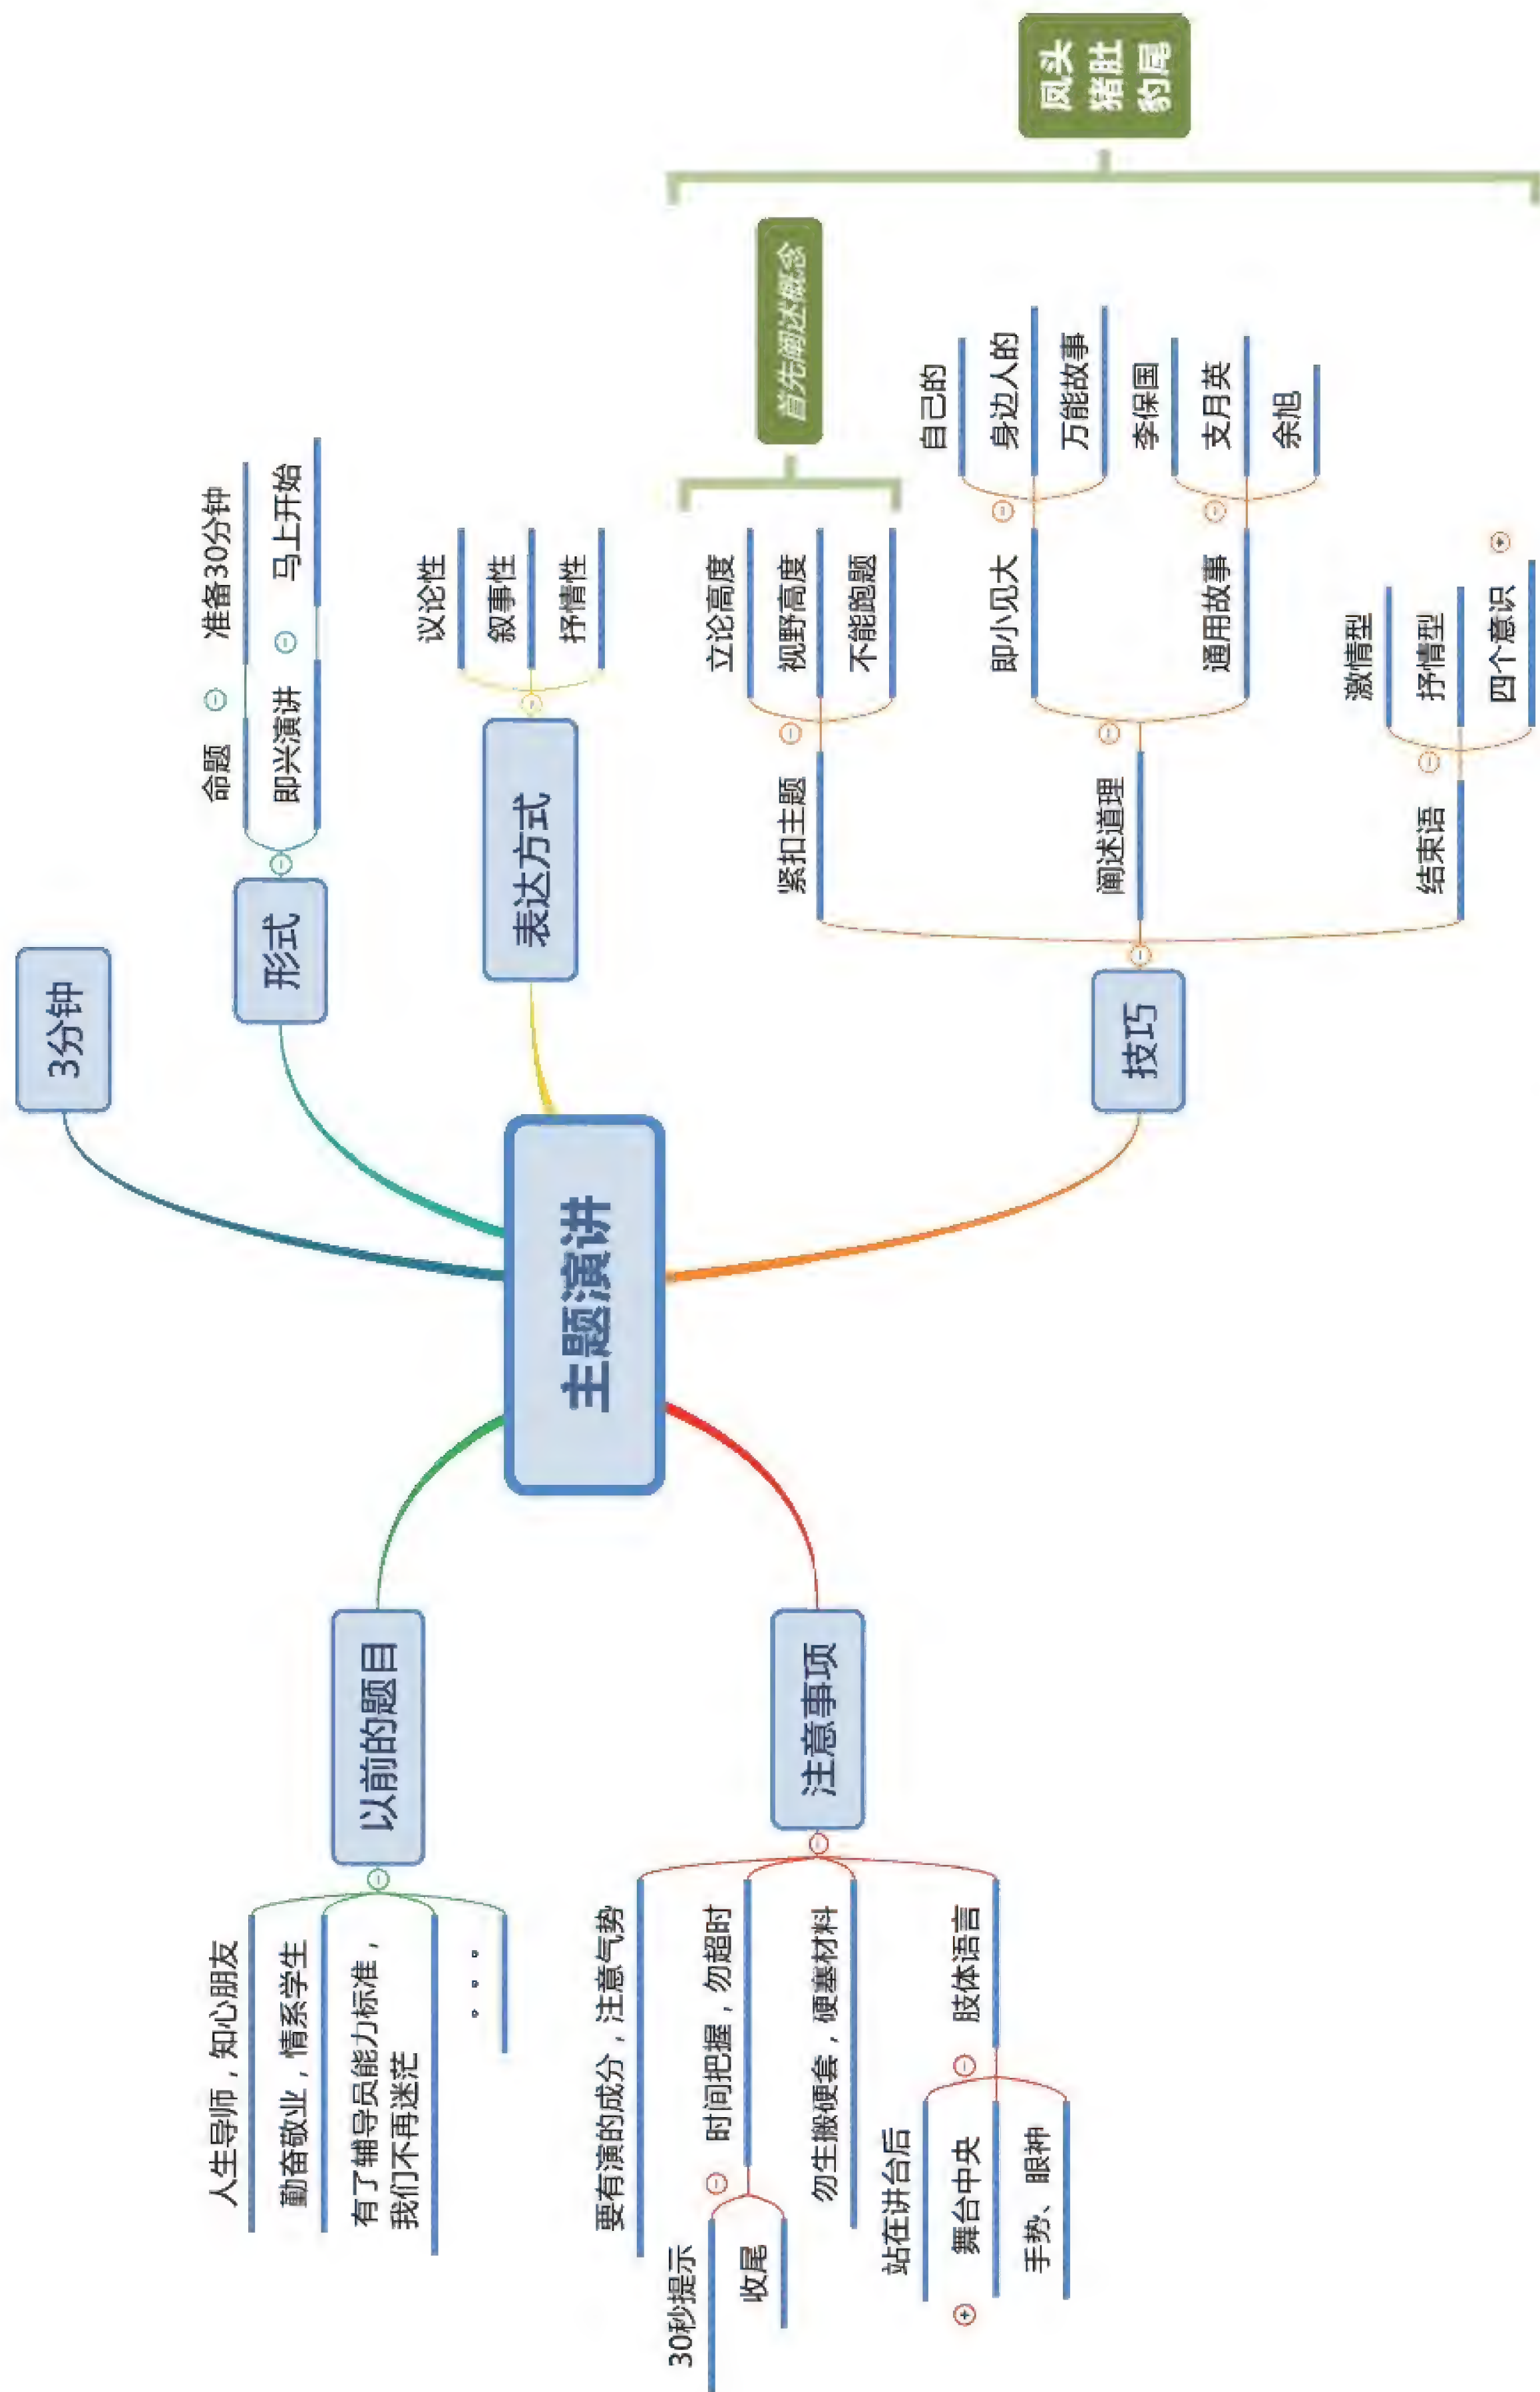 主题演讲
3分钟
形式
命题
准备30分钟
即兴演讲
马上开始
表达方式
议论性
叙事性
抒情性
技巧
紧扣主题
立论高度
视野高度
不能跑题
首先阐述概念
阐述道理
即小见大
自己的
身边人的
万能故事
通用故事
李保国
支月英
余旭
结束语
激情型
抒情型
四个意识
凤头
猪肚
豹尾
以前的题目
人生导师，知心朋友
勤奋敬业，情系学生
有了辅导员能力标准，
我们不再迷茫
。。。
注意事项
要有演的成分，注意气势
时间把握，勿超时
30秒提示
收尾
勿生搬硬套，硬塞材料
肢体语言
站在讲台后
舞台中央
手势、眼神